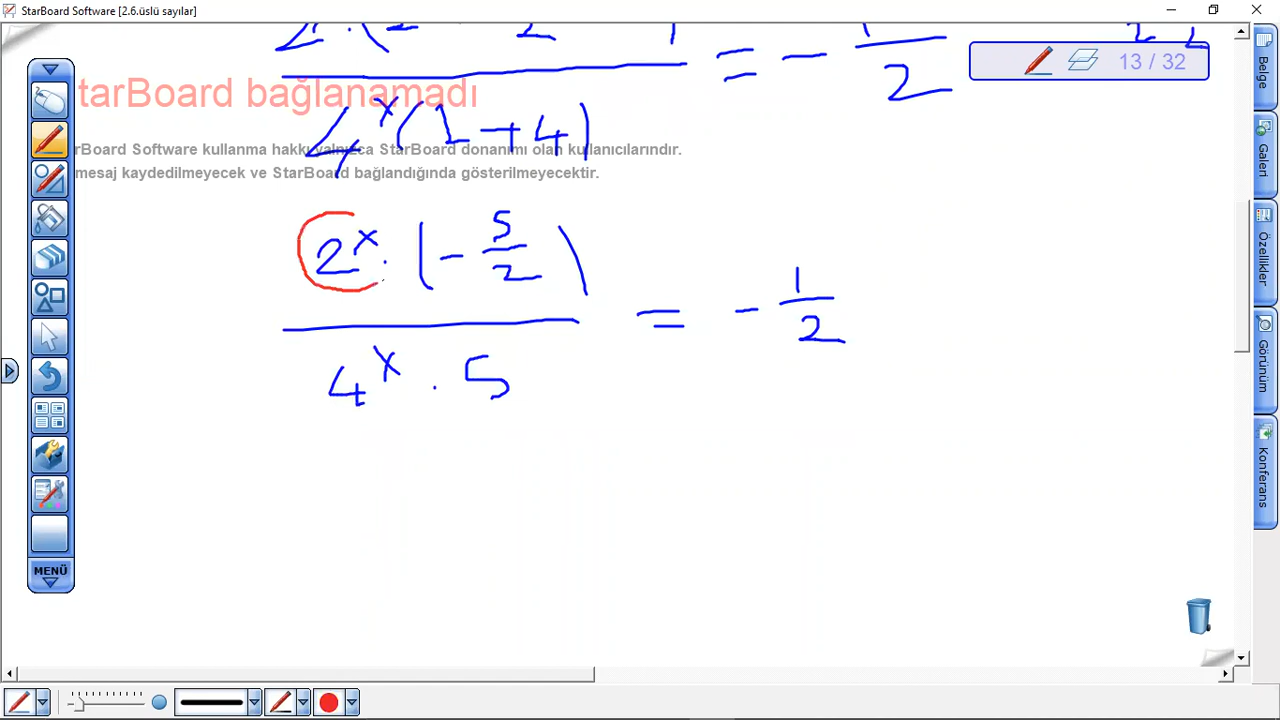 StarBoard Software [2.6.üslü sayılar]
= - 2
13 / 32
tarBoard bağlanamadı
4^x (1 + 4)
rBoard Software kullanma hakkı yalnızca StarBoard donanımı olan kullanıcılarındır.
mesaj kaydedilmeyecek ve StarBoard bağlandığında gösterilmeyecektir.
2^x . (- 5/2)
= - 1/2
4^x . 5
MENÜ
Belge
Galeri
Özellikler
Görünüm
Konferans